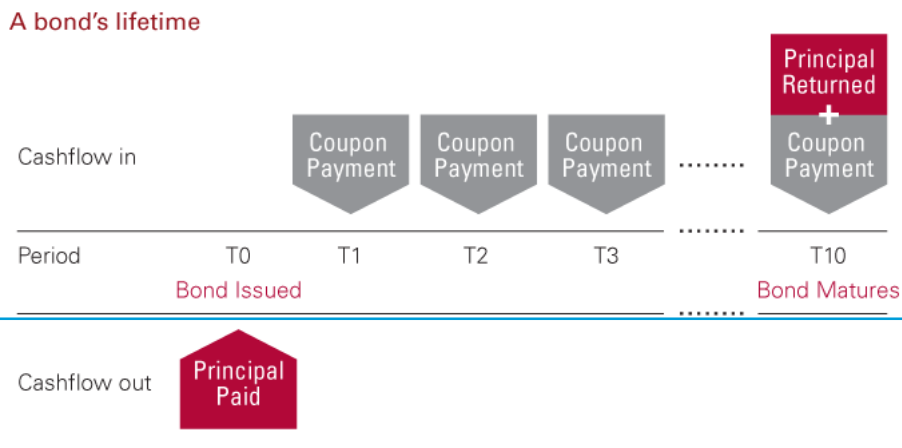 A bond's lifetime
Principal
Returned
+
Cashflow in
Coupon
Payment
Coupon
Payment
Coupon
Payment
........
Coupon
Payment
........
Period T0 T1 T2 T3 T10
Bond Issued Bond Matures
........
Cashflow out
Principal
Paid